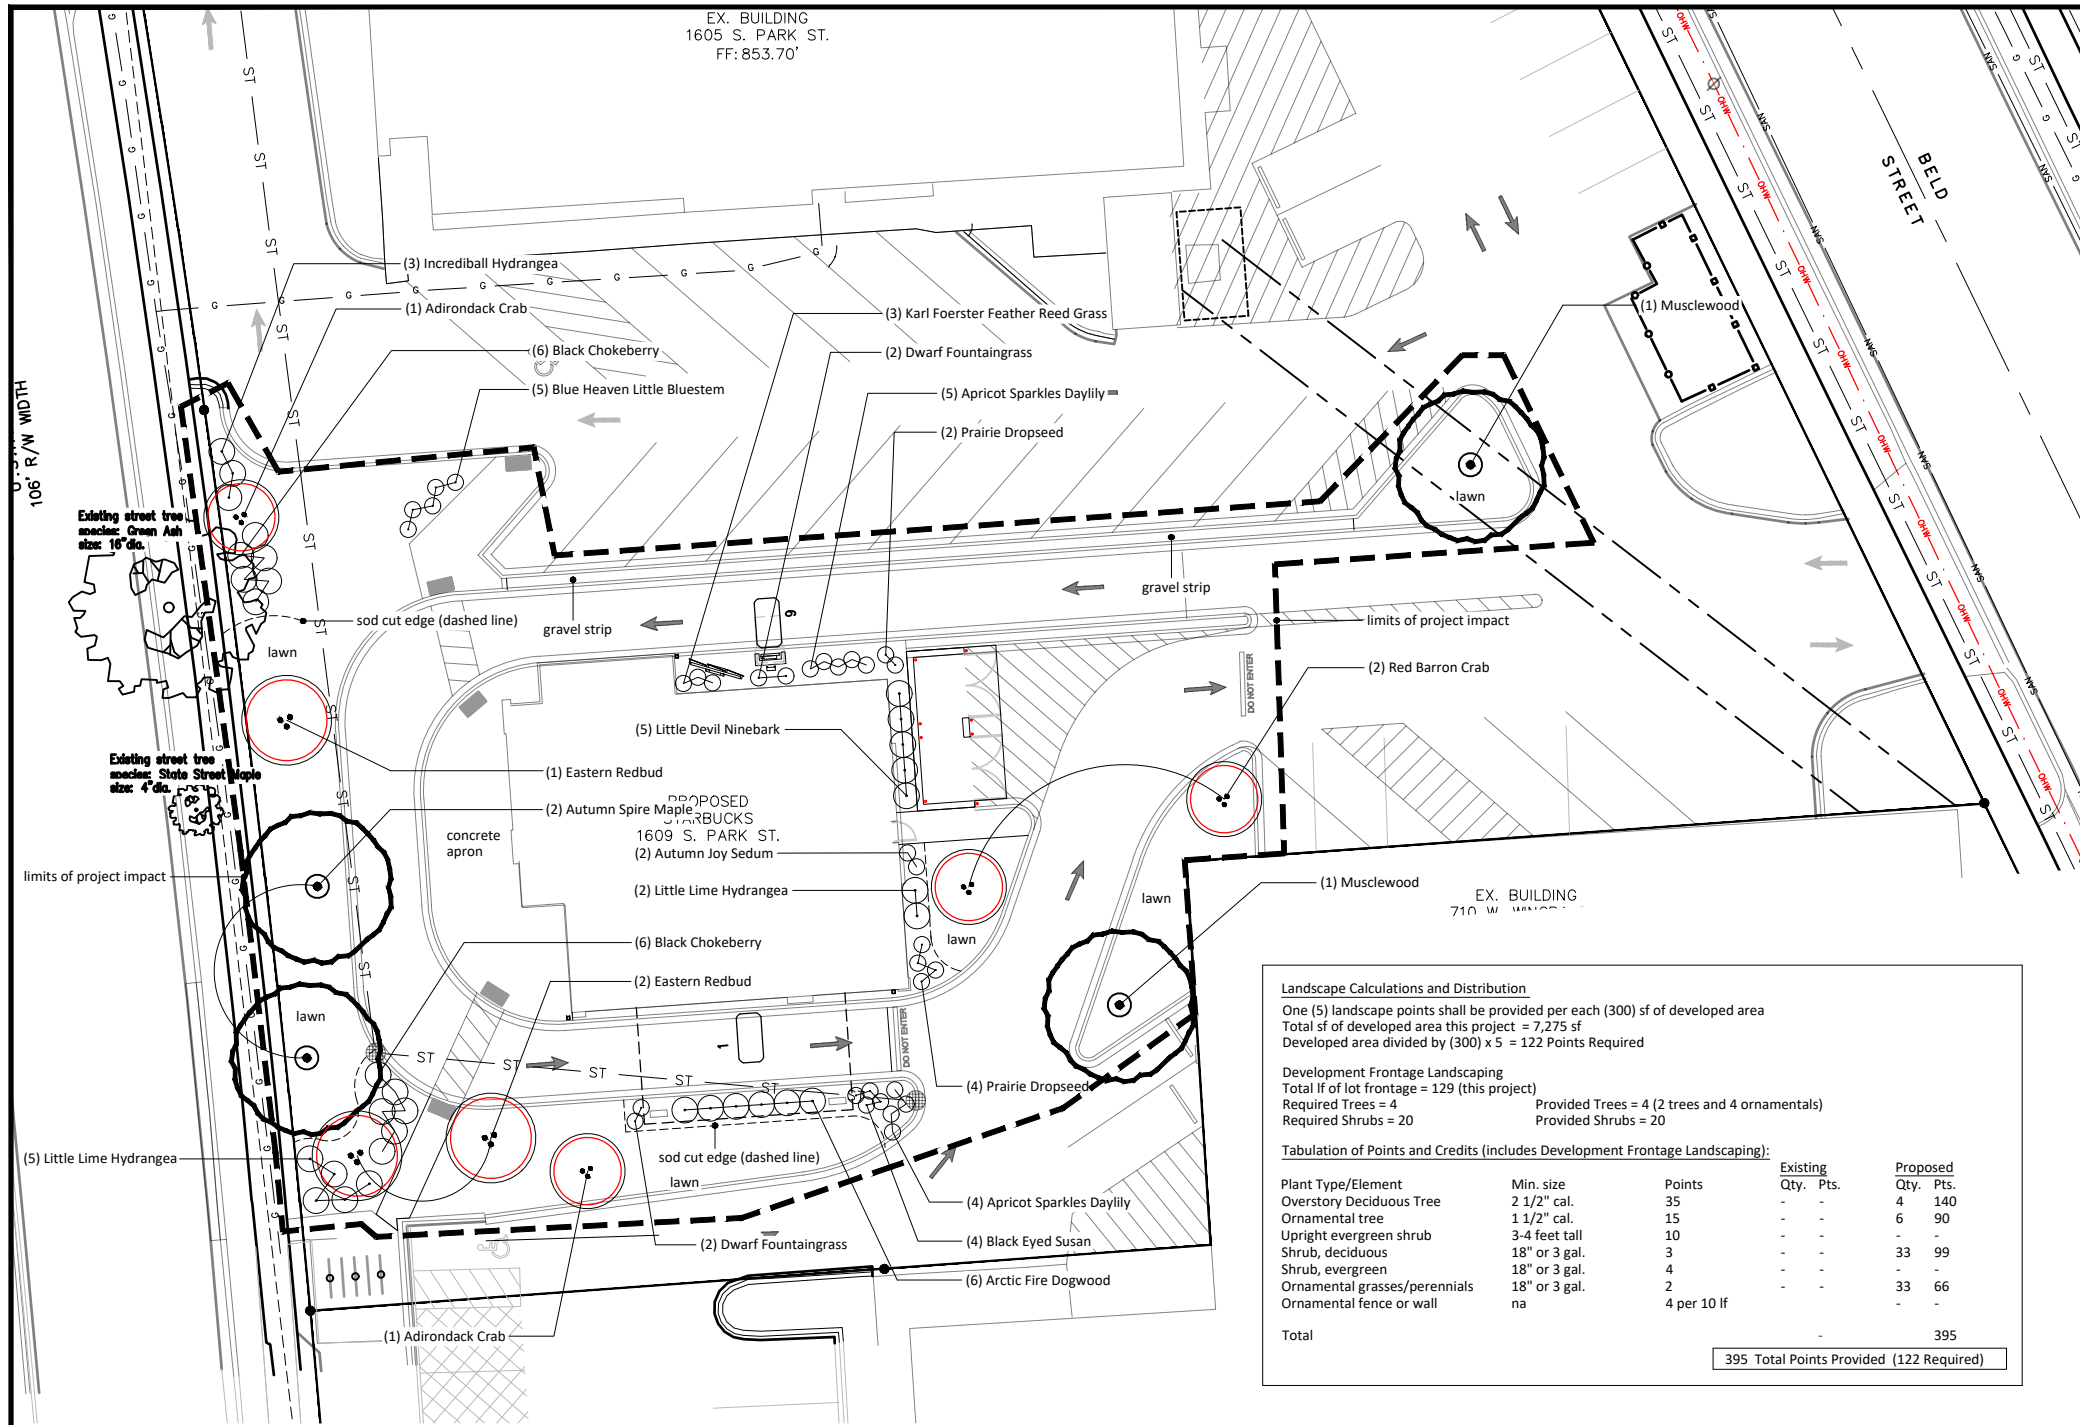 EX. BUILDING
1605 S. PARK ST.
FF: 853.70'
BELD
STREET
106' R/W WIDTH
(3) Incrediball Hydrangea
(1) Adirondack Crab
(6) Black Chokeberry
(5) Blue Heaven Little Bluestem
(3) Karl Foerster Feather Reed Grass
(2) Dwarf Fountaingrass
(5) Apricot Sparkles Daylily
(2) Prairie Dropseed
(1) Musclewood
lawn
Existing street tree
species: Green Ash
size: 16"dia.
sod cut edge (dashed line)
lawn
gravel strip
gravel strip
limits of project impact
9
DO NOT ENTER
(2) Red Barron Crab
(5) Little Devil Ninebark
Existing street tree
species: State Street Maple
size: 4"dia.
(1) Eastern Redbud
(2) Autumn Spire Maple
PROPOSED
STARBUCKS
1609 S. PARK ST.
concrete
apron
(2) Autumn Joy Sedum
(2) Little Lime Hydrangea
limits of project impact
(1) Musclewood
lawn
EX. BUILDING
710 W.
(6) Black Chokeberry
lawn
(2) Eastern Redbud
lawn
1
DO NOT ENTER
(4) Prairie Dropseed
(5) Little Lime Hydrangea
sod cut edge (dashed line)
lawn
(4) Apricot Sparkles Daylily
(2) Dwarf Fountaingrass
(4) Black Eyed Susan
(6) Arctic Fire Dogwood
(1) Adirondack Crab
G
ST
SAN
OHW
Landscape Calculations and Distribution
One (5) landscape points shall be provided per each (300) sf of developed area
Total sf of developed area this project = 7,275 sf
Developed area divided by (300) x 5 = 122 Points Required
Development Frontage Landscaping
Total lf of lot frontage = 129 (this project)
Required Trees = 4 Provided Trees = 4 (2 trees and 4 ornamentals)
Required Shrubs = 20 Provided Shrubs = 20
Tabulation of Points and Credits (includes Development Frontage Landscaping):
Existing Proposed
Plant Type/Element Min. size Points Qty. Pts. Qty. Pts.
Overstory Deciduous Tree 2 1/2" cal. 35 - - 4 140
Ornamental tree 1 1/2" cal. 15 - - 6 90
Upright evergreen shrub 3-4 feet tall 10 - - - -
Shrub, deciduous 18" or 3 gal. 3 - - 33 99
Shrub, evergreen 18" or 3 gal. 4 - - - -
Ornamental grasses/perennials 18" or 3 gal. 2 - - 33 66
Ornamental fence or wall na 4 per 10 lf - -
Total - 395
395 Total Points Provided (122 Required)